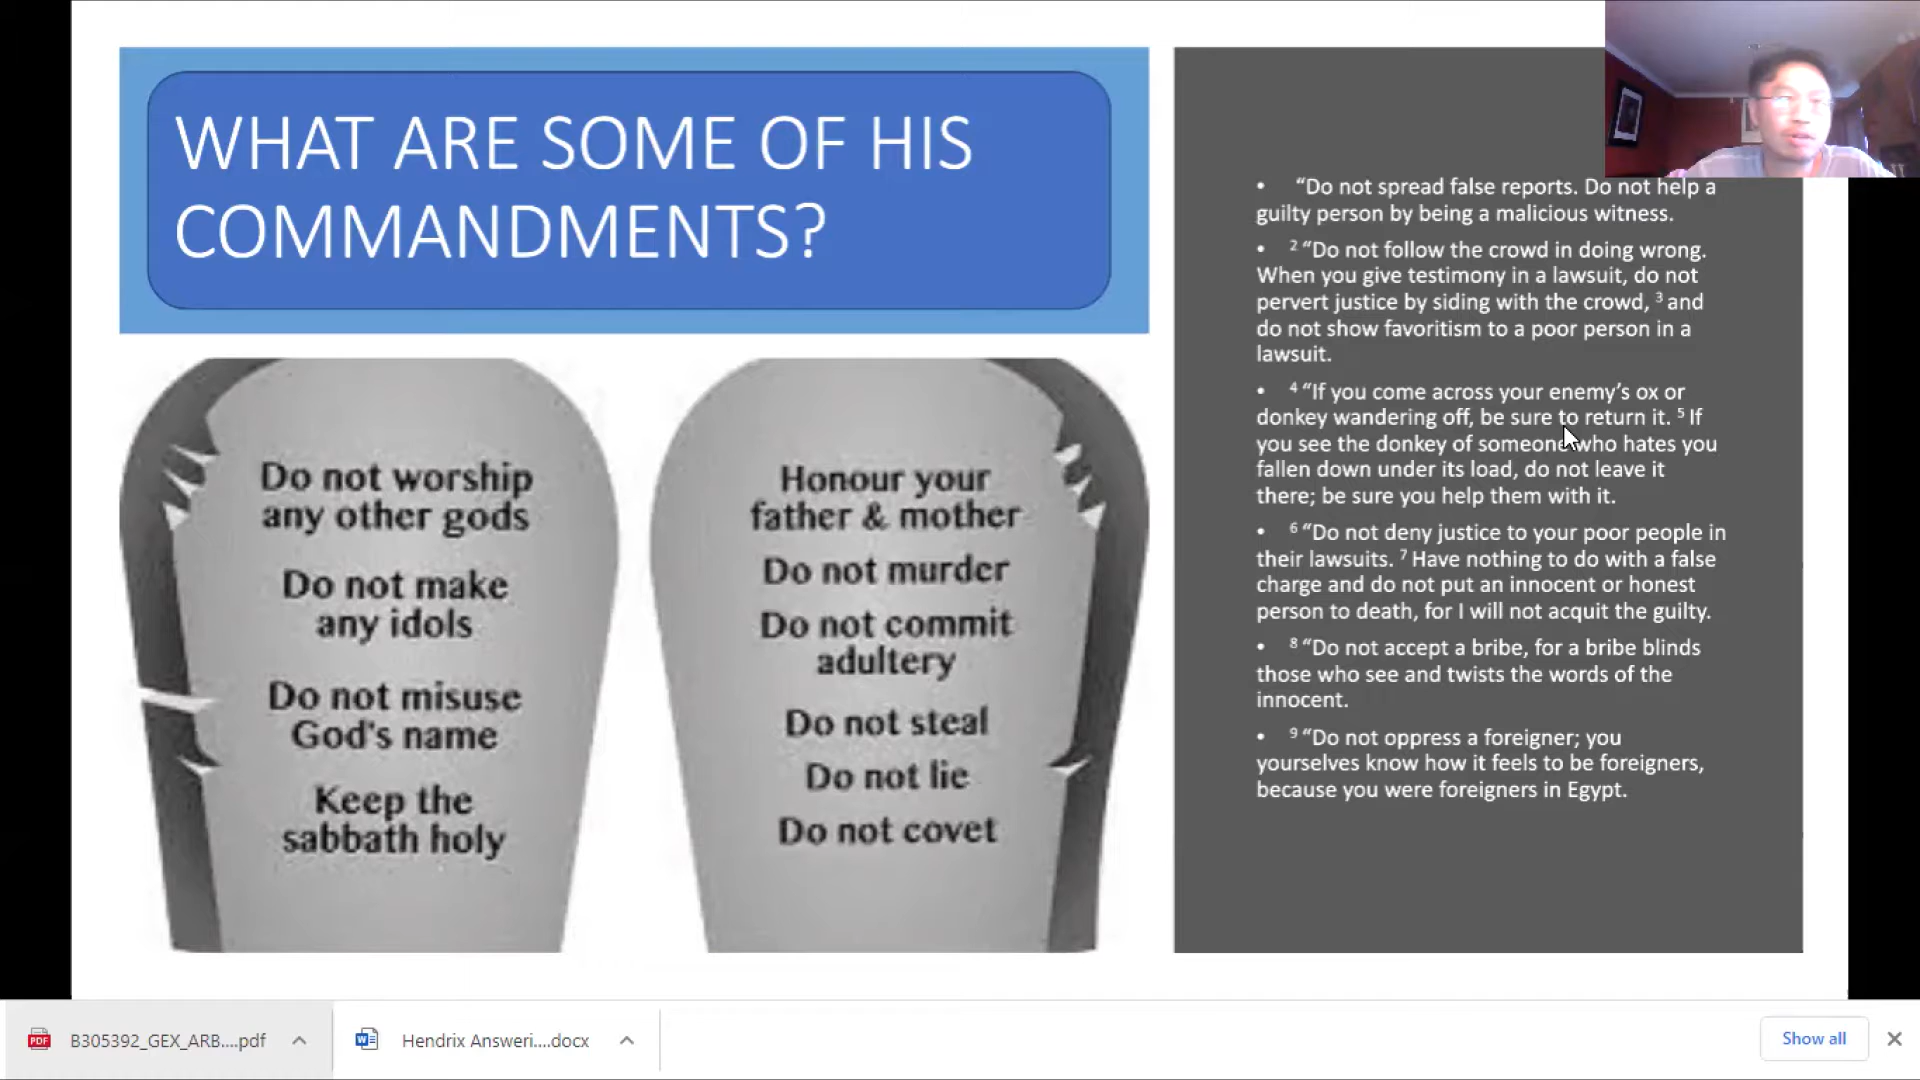 WHAT ARE SOME OF HIS
COMMANDMENTS?
Do not worship
any other gods
Do not make
any idols
Do not misuse
God's name
Keep the
sabbath holy
Honour your
father & mother
Do not murder
Do not commit
adultery
Do not steal
Do not lie
Do not covet
• “Do not spread false reports. Do not help a
guilty person by being a malicious witness.
• 2 “Do not follow the crowd in doing wrong.
When you give testimony in a lawsuit, do not
pervert justice by siding with the crowd, 3 and
do not show favoritism to a poor person in a
lawsuit.
• 4 “If you come across your enemy’s ox or
donkey wandering off, be sure to return it. 5 If
you see the donkey of someone who hates you
fallen down under its load, do not leave it
there; be sure you help them with it.
• 6 “Do not deny justice to your poor people in
their lawsuits. 7 Have nothing to do with a false
charge and do not put an innocent or honest
person to death, for I will not acquit the guilty.
• 8 “Do not accept a bribe, for a bribe blinds
those who see and twists the words of the
innocent.
• 9 “Do not oppress a foreigner; you
yourselves know how it feels to be foreigners,
because you were foreigners in Egypt.
PDF B305392_GEX_ARB....pdf
W Hendrix Answeri....docx
Show all